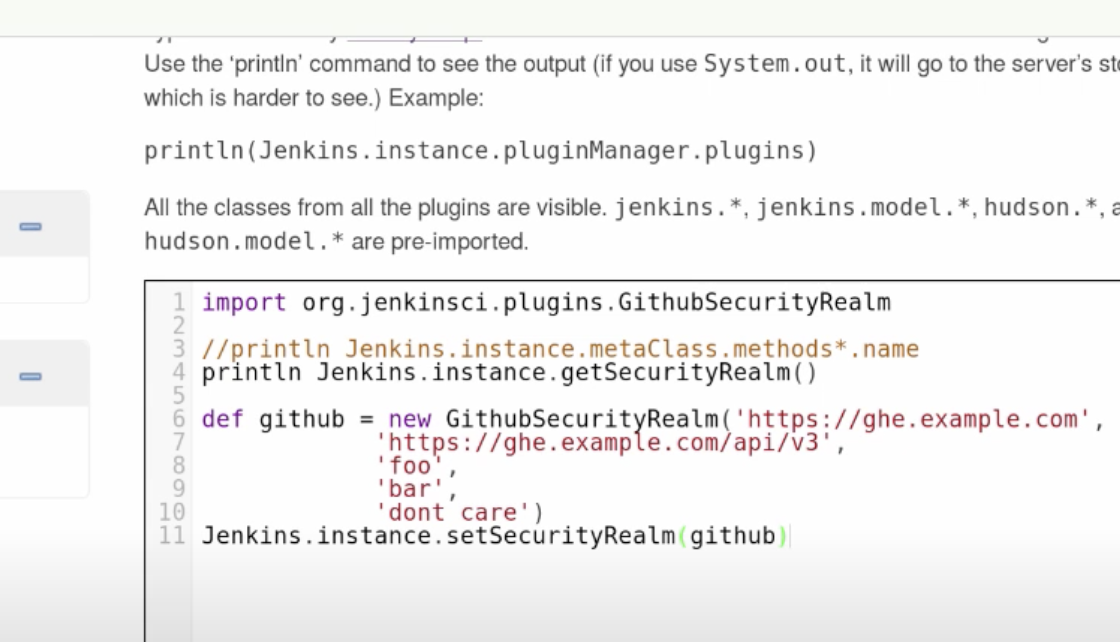 Use the ‘println’ command to see the output (if you use System.out, it will go to the server’s
which is harder to see.) Example:
println(Jenkins.instance.pluginManager.plugins)
All the classes from all the plugins are visible. jenkins.*, jenkins.model.*, hudson.*,
hudson.model.* are pre-imported.
1 import org.jenkinsci.plugins.GithubSecurityRealm
2
3 //println Jenkins.instance.metaClass.methods*.name
4 println Jenkins.instance.getSecurityRealm()
5
6 def github = new GithubSecurityRealm('https://ghe.example.com',
7 'https://ghe.example.com/api/v3',
8 'foo',
9 'bar',
10 'dont care')
11 Jenkins.instance.setSecurityRealm(github)